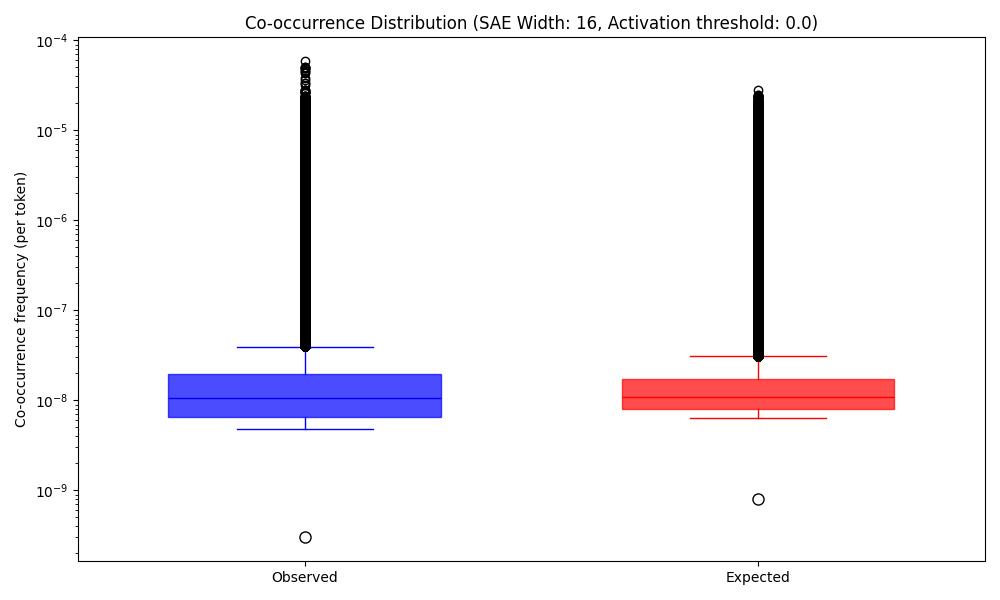 Co-occurrence Distribution (SAE Width: 16, Activation threshold: 0.0)
Co-occurrence frequency (per token)
10⁻⁴
10⁻⁵
10⁻⁶
10⁻⁷
10⁻⁸
10⁻⁹
Observed
Expected